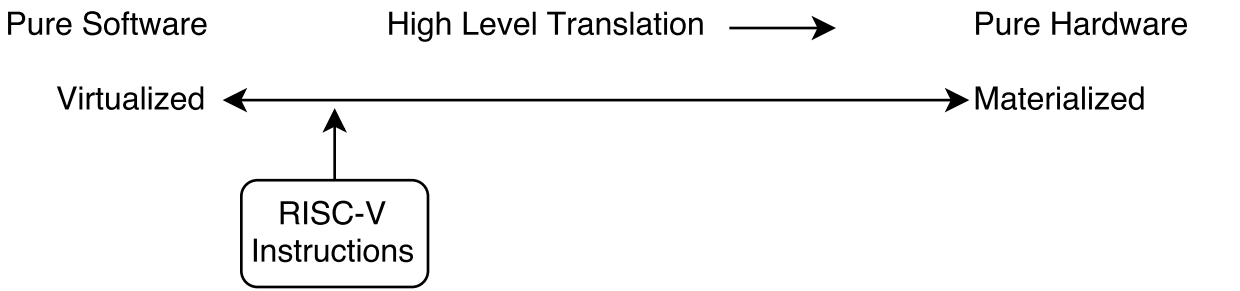 Pure Software
High Level Translation
Pure Hardware
Virtualized
Materialized
RISC-V
Instructions